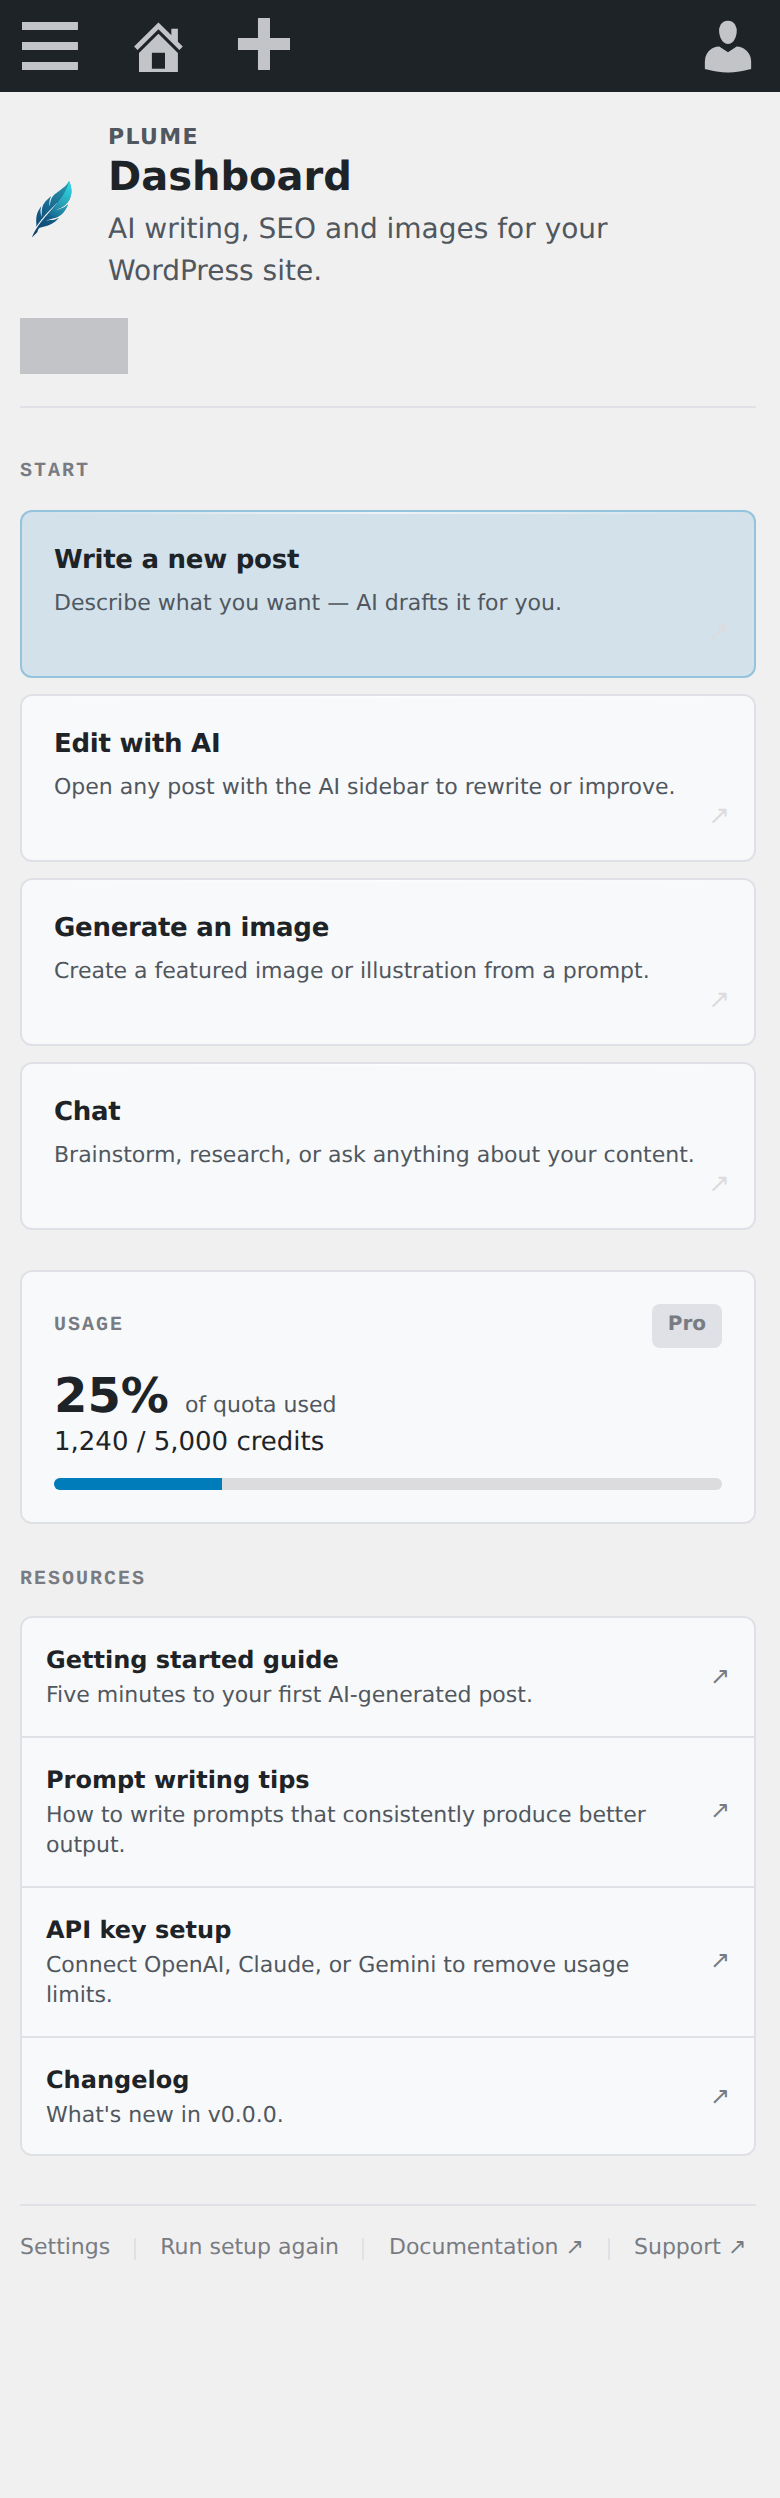 PLUME
Dashboard
AI writing, SEO and images for your
WordPress site.
START
Write a new post
Describe what you want — AI drafts it for you.
↗
Edit with AI
Open any post with the AI sidebar to rewrite or improve.
↗
Generate an image
Create a featured image or illustration from a prompt.
↗
Chat
Brainstorm, research, or ask anything about your content.
↗
USAGE
Pro
25% of quota used
1,240 / 5,000 credits
RESOURCES
Getting started guide
Five minutes to your first AI-generated post.
↗
Prompt writing tips
How to write prompts that consistently produce better
output.
↗
API key setup
Connect OpenAI, Claude, or Gemini to remove usage
limits.
↗
Changelog
What's new in v0.0.0.
↗
Settings | Run setup again | Documentation ↗ | Support ↗